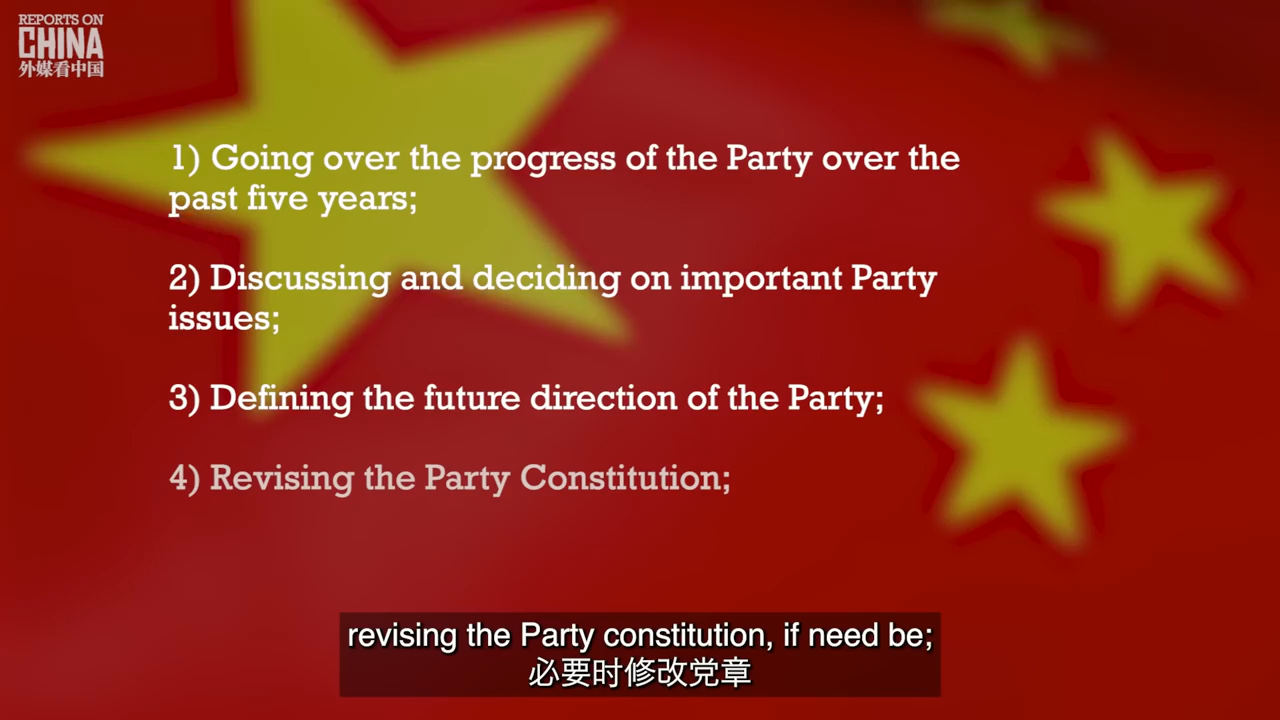 REPORTS ON
CHINA
外媒看中国
1) Going over the progress of the Party over the
past five years;
2) Discussing and deciding on important Party
issues;
3) Defining the future direction of the Party;
4) Revising the Party Constitution;
revising the Party constitution, if need be;
必要时修改党章